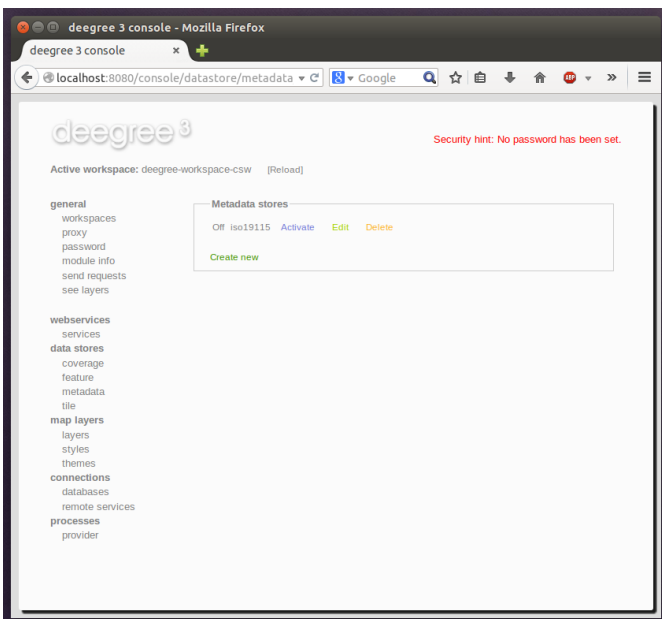 deegree 3 console - Mozilla Firefox
deegree 3 console
localhost:8080/console/datastore/metadata
Google
ABP
deegree 3
Security hint: No password has been set.
Active workspace: deegree-workspace-csw [Reload]
general
workspaces
proxy
password
module info
send requests
see layers
webservices
services
data stores
coverage
feature
metadata
tile
map layers
layers
styles
themes
connections
databases
remote services
processes
provider
Metadata stores
Off iso19115 Activate Edit Delete
Create new